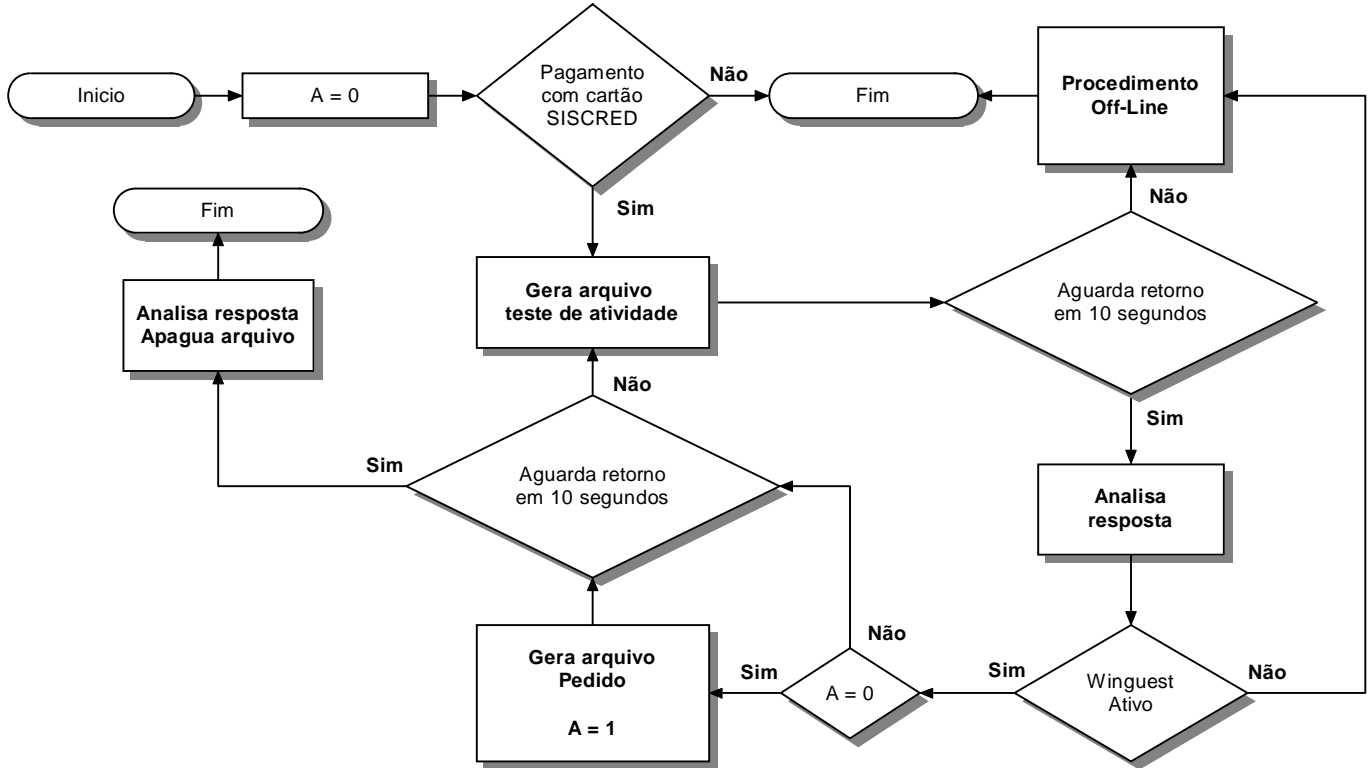 Inicio
A = 0
Pagamento
com cartão
SISCRED
Não
Fim
Procedimento
Off-Line
Não
Sim
Fim
Gera arquivo
teste de atividade
Aguarda retorno
em 10 segundos
Analisa resposta
Apagua arquivo
Não
Sim
Sim
Aguarda retorno
em 10 segundos
Analisa
resposta
Gera arquivo
Pedido
A = 1
Sim
Não
A = 0
Sim
Winguest
Ativo
Não